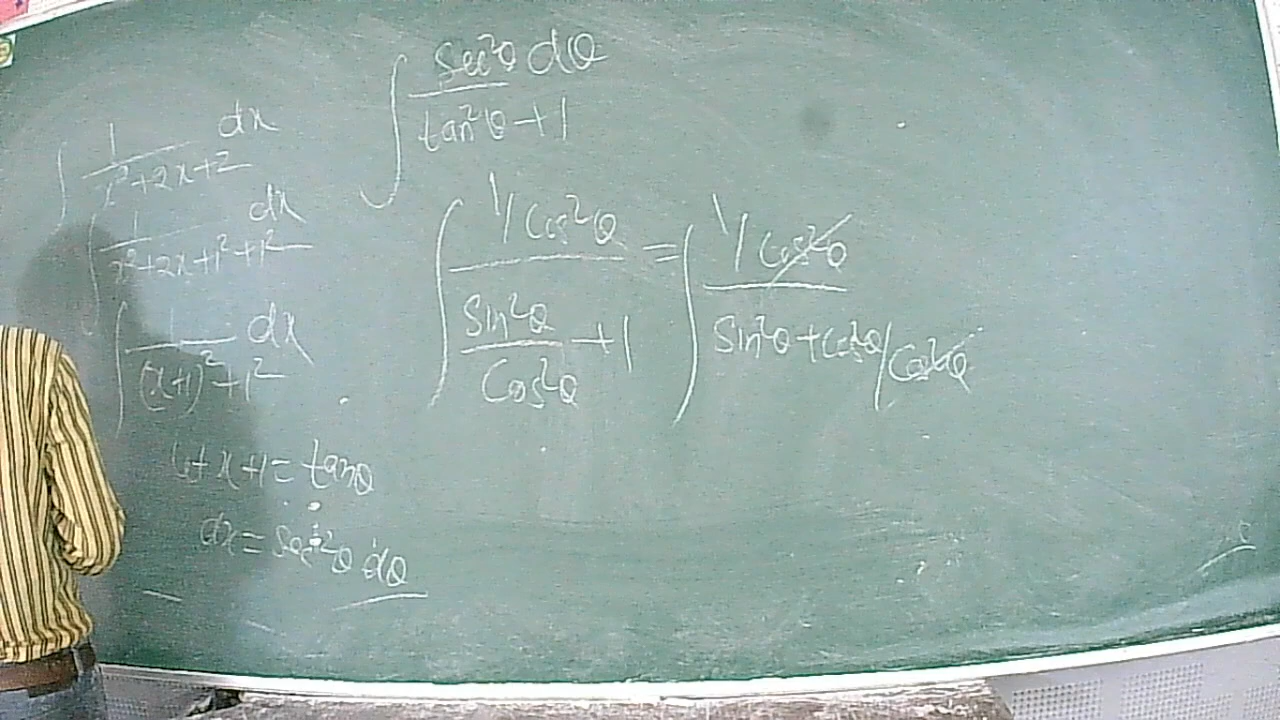 ∫ 1/(x²+2x+2) dx
∫ 1/(x²+2x+1²+1²) dx
∫ 1/((x+1)²+1²) dx
let x+1 = tanθ
dx = sec²θ dθ
∫ sec²θ dθ / (tan²θ+1)
∫ (1/cos²θ) / (sin²θ/cos²θ + 1) = ∫ (1/cos²θ) / (sin²θ+cos²θ/cos²θ)